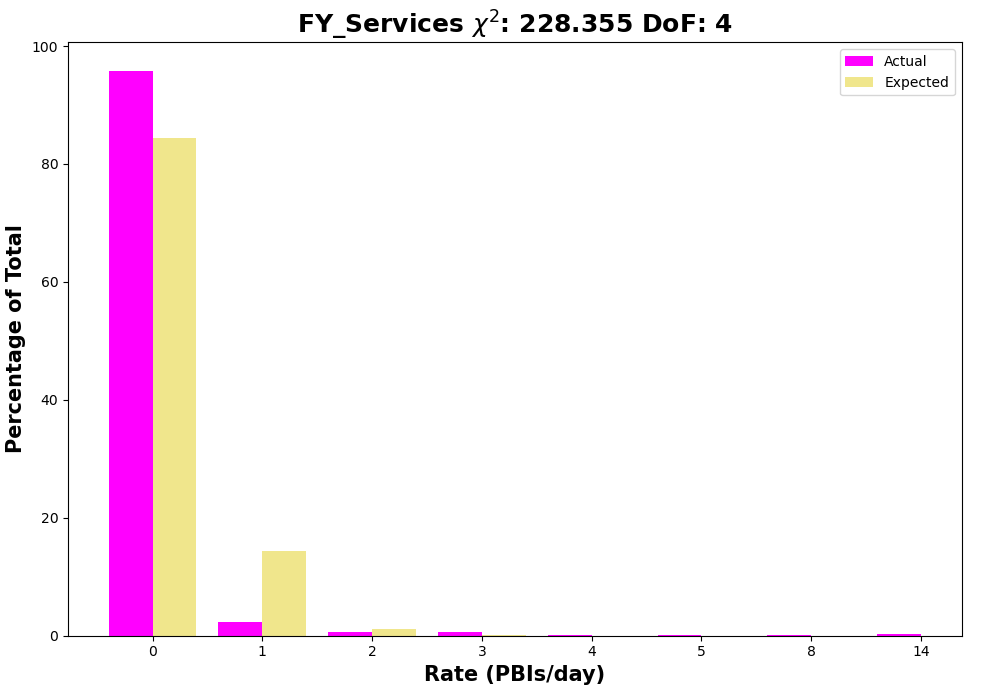 FY_Services χ²: 228.355 DoF: 4
100
80
60
40
20
0
Percentage of Total
Actual
Expected
0 1 2 3 4 5 8 14
Rate (PBIs/day)